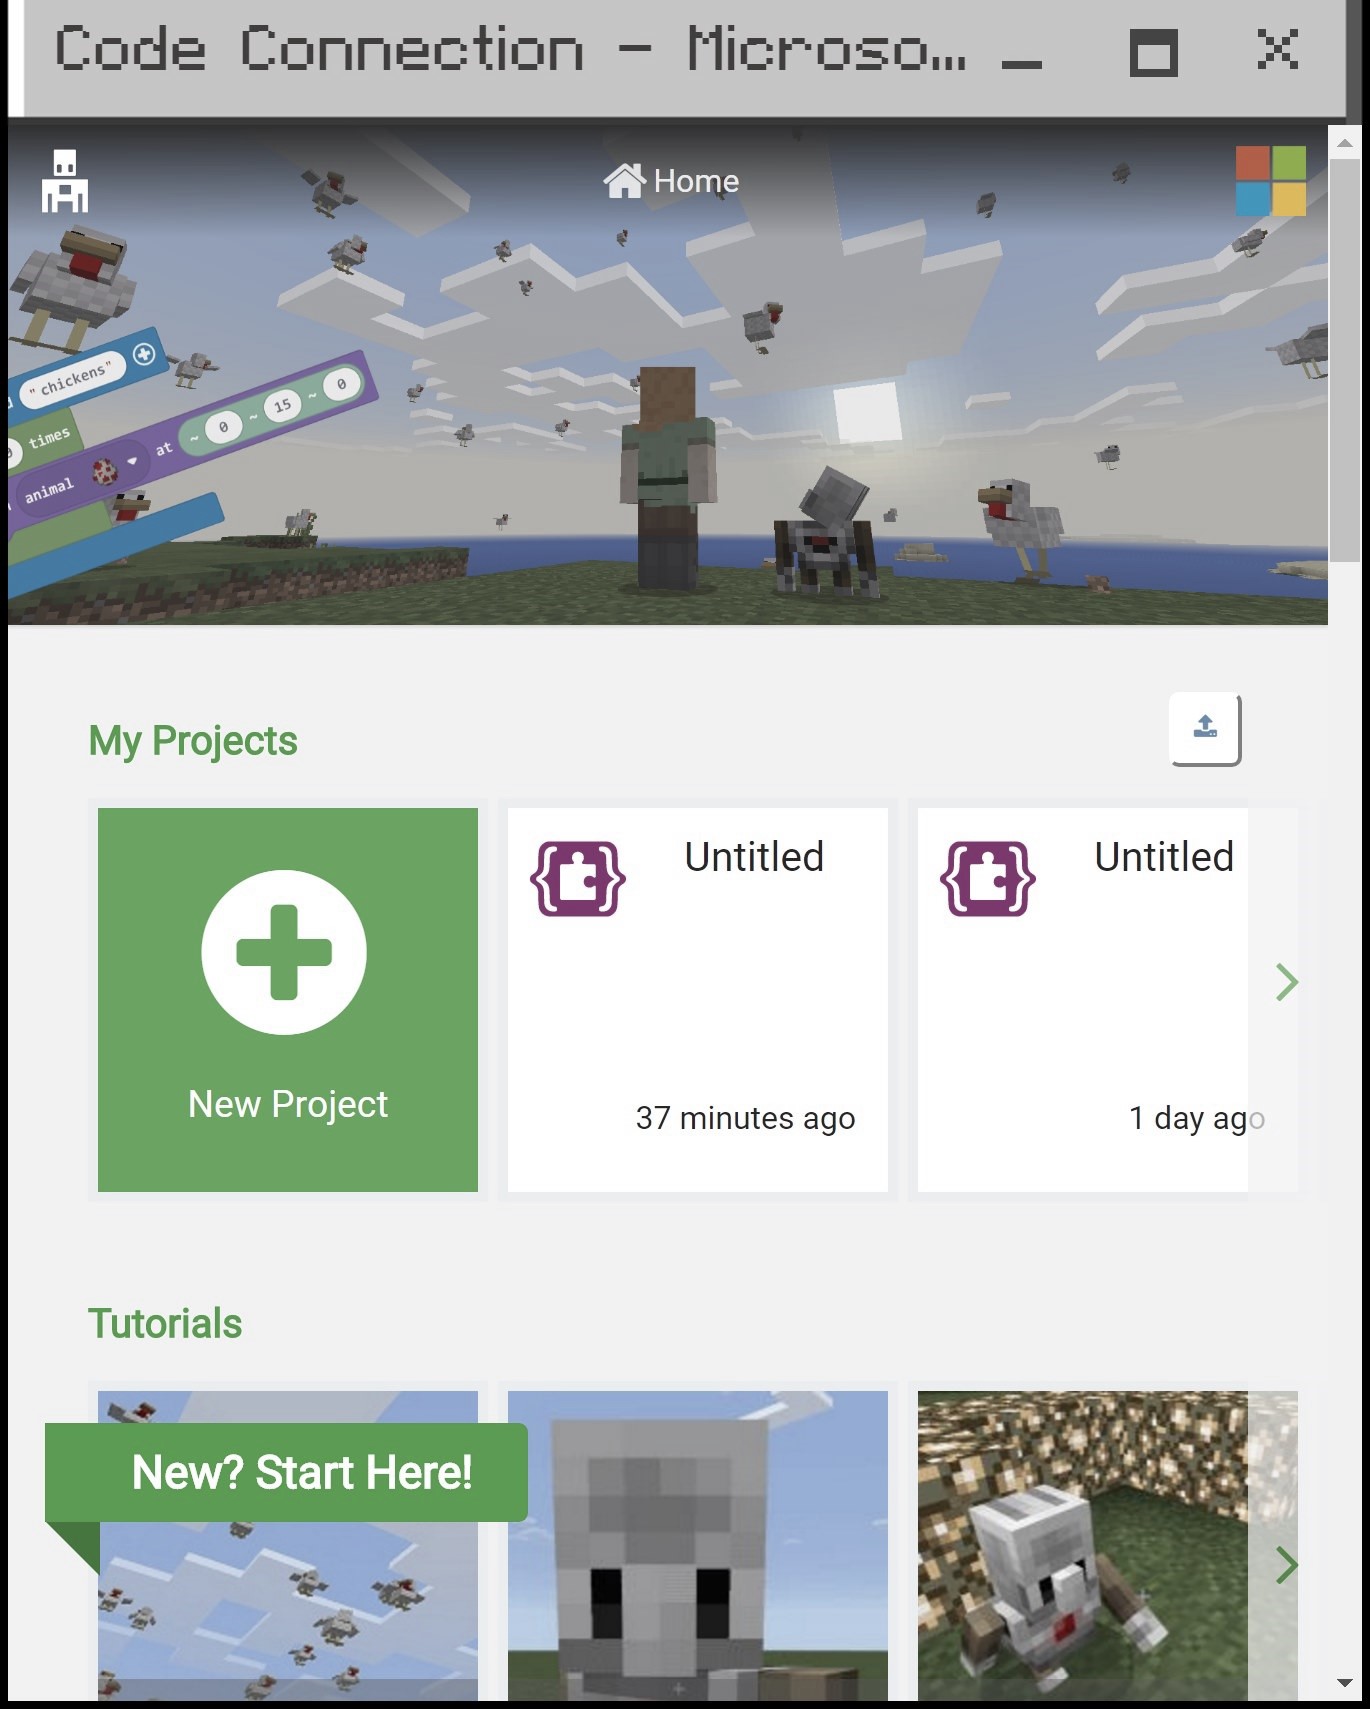 Code Connection - Microso...
Home
"chickens"
times
animal
at ~ 0 ~ 15 ~ 0
My Projects
New Project
Untitled
37 minutes ago
Untitled
1 day ago
Tutorials
New? Start Here!